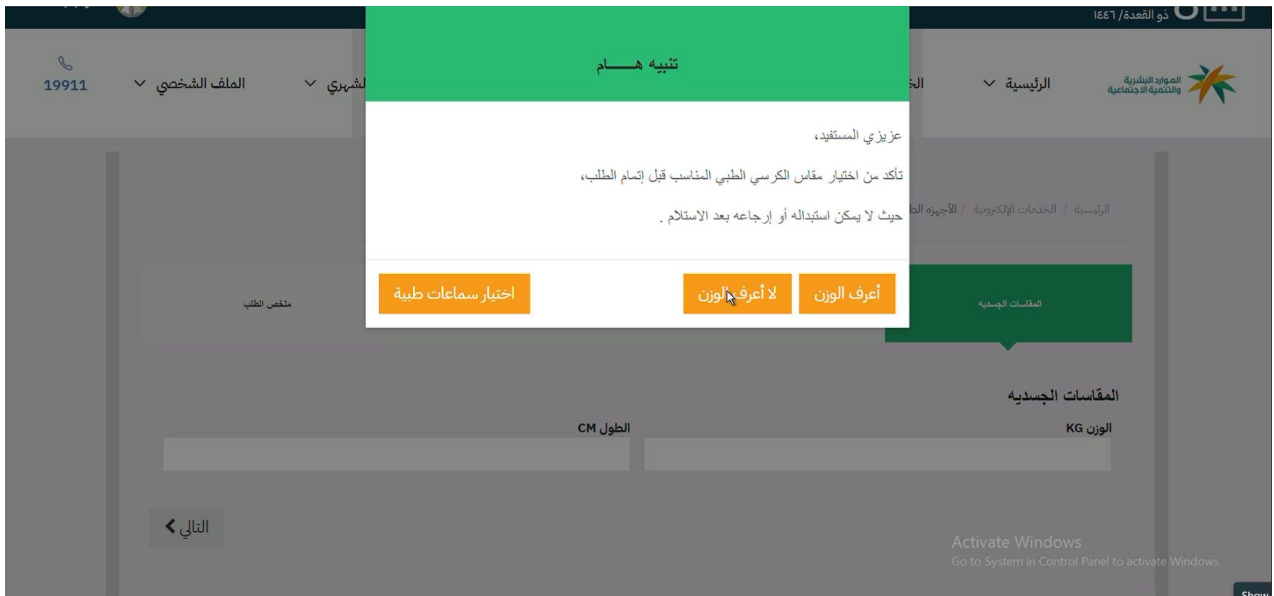 ذو القعدة/ ١٤٤٦
الموارد البشرية
والتنمية الاجتماعية
الرئيسية
الملف الشخصي
19911
تنبيه هـــــام
عزيزي المستفيد،
تأكد من اختيار مقاس الكرسي الطبي المناسب قبل إتمام الطلب،
حيث لا يمكن استبداله أو إرجاعه بعد الاستلام .
أعرف الوزن
لا أعرف الوزن
اختيار سماعات طبية
الرئيسية / الخدمات الإلكترونية / الأجهزه
المقاسات الجسديه
ملخص الطلب
المقاسات الجسديه
الوزن KG
الطول CM
التالي
Activate Windows
Go to System in Control Panel to activate Windows.
Show